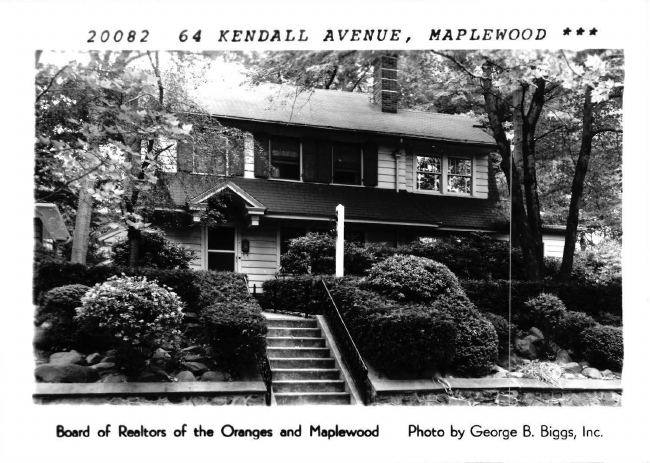 20082 64 KENDALL AVENUE, MAPLEWOOD ***
Board of Realtors of the Oranges and Maplewood Photo by George B. Biggs, Inc.